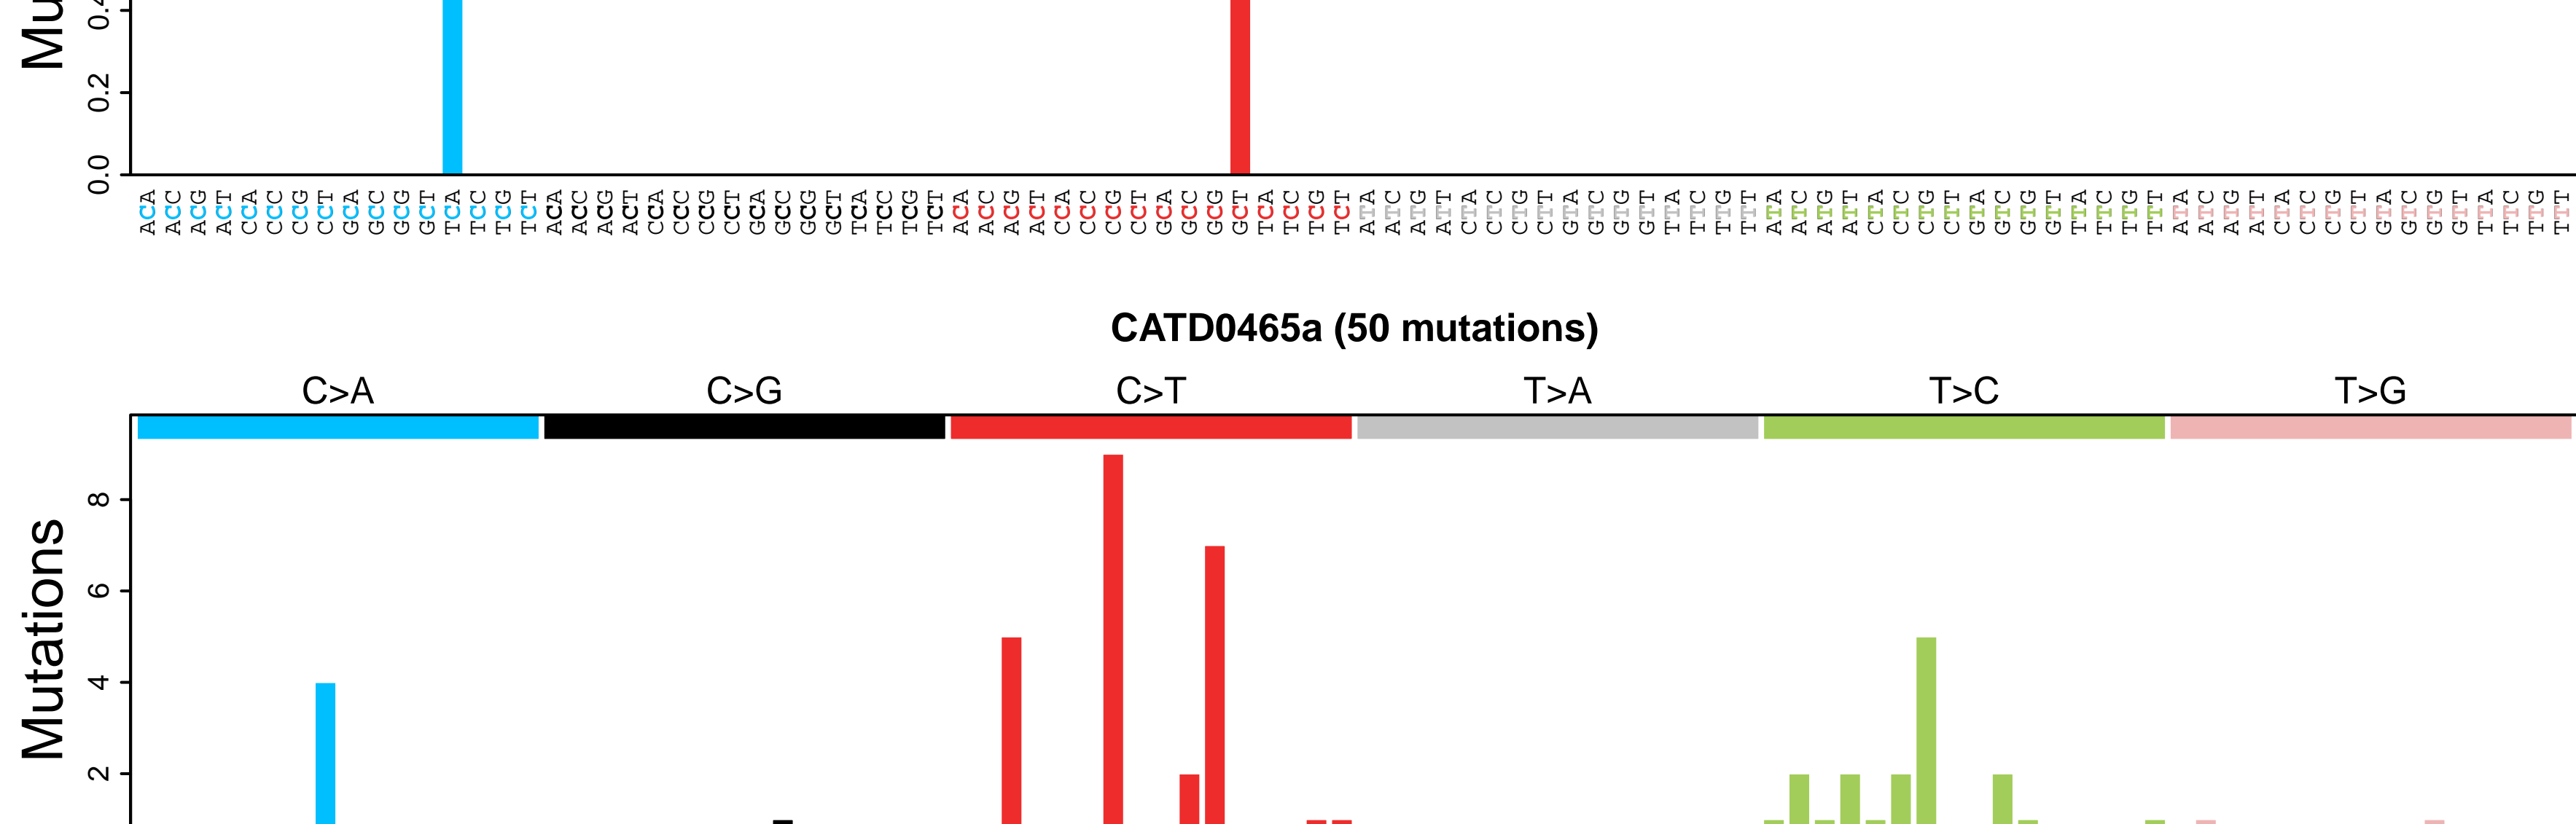 Mu
0.4
0.2
0.0
ACA ACC ACG ACT CCA CCC CCG CCT GCA GCC GCG GCT TCA TCC TCG TCT ACA ACC ACG ACT CCA CCC CCG CCT GCA GCC GCG GCT TCA TCC TCG TCT ACA ACC ACG ACT CCA CCC CCG CCT GCA GCC GCG GCT TCA TCC TCG TCT ATA ATC ATG ATT CTA CTC CTG CTT GTA GTC GTG GTT TTA TTC TTG TTT ATA ATC ATG ATT CTA CTC CTG CTT GTA GTC GTG GTT TTA TTC TTG TTT ATA ATC ATG ATT CTA CTC CTG CTT GTA GTC GTG GTT TTA TTC TTG TTT
CATD0465a (50 mutations)
C>A C>G C>T T>A T>C T>G
Mutations
8
6
4
2